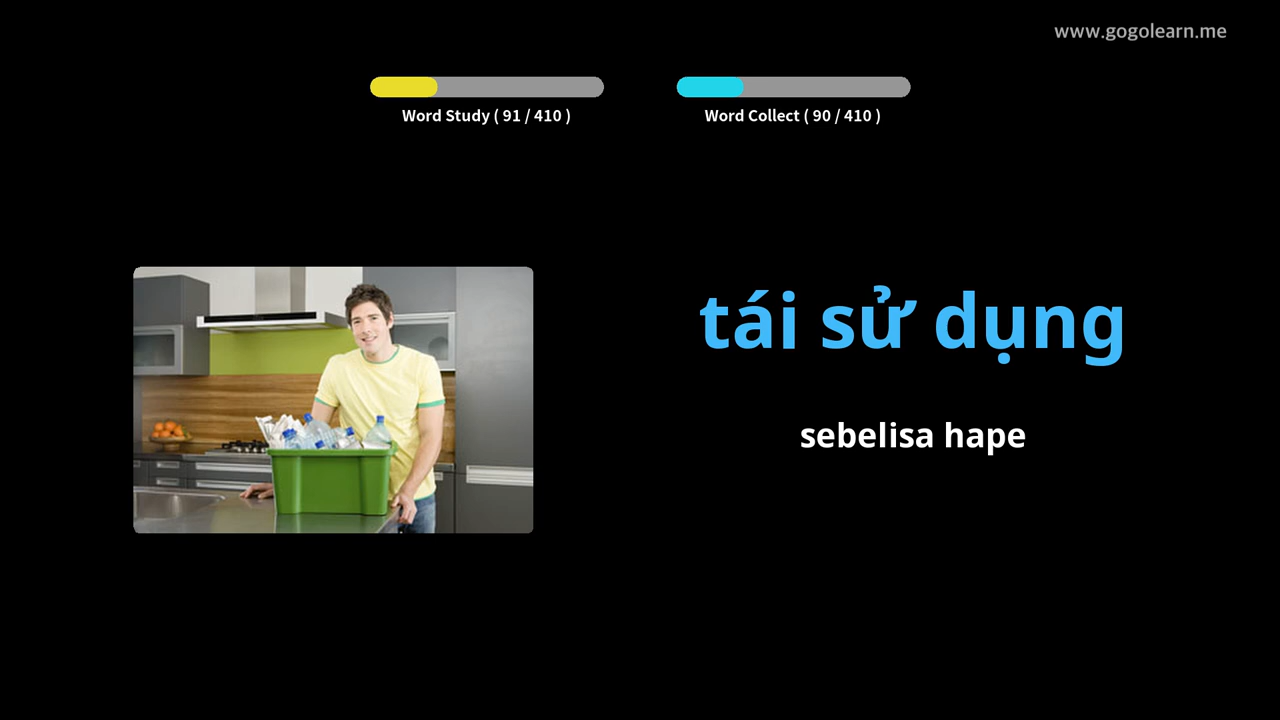 www.gogolearn.me
Word Study ( 91 / 410 )
Word Collect ( 90 / 410 )
tái sử dụng
sebelisa hape